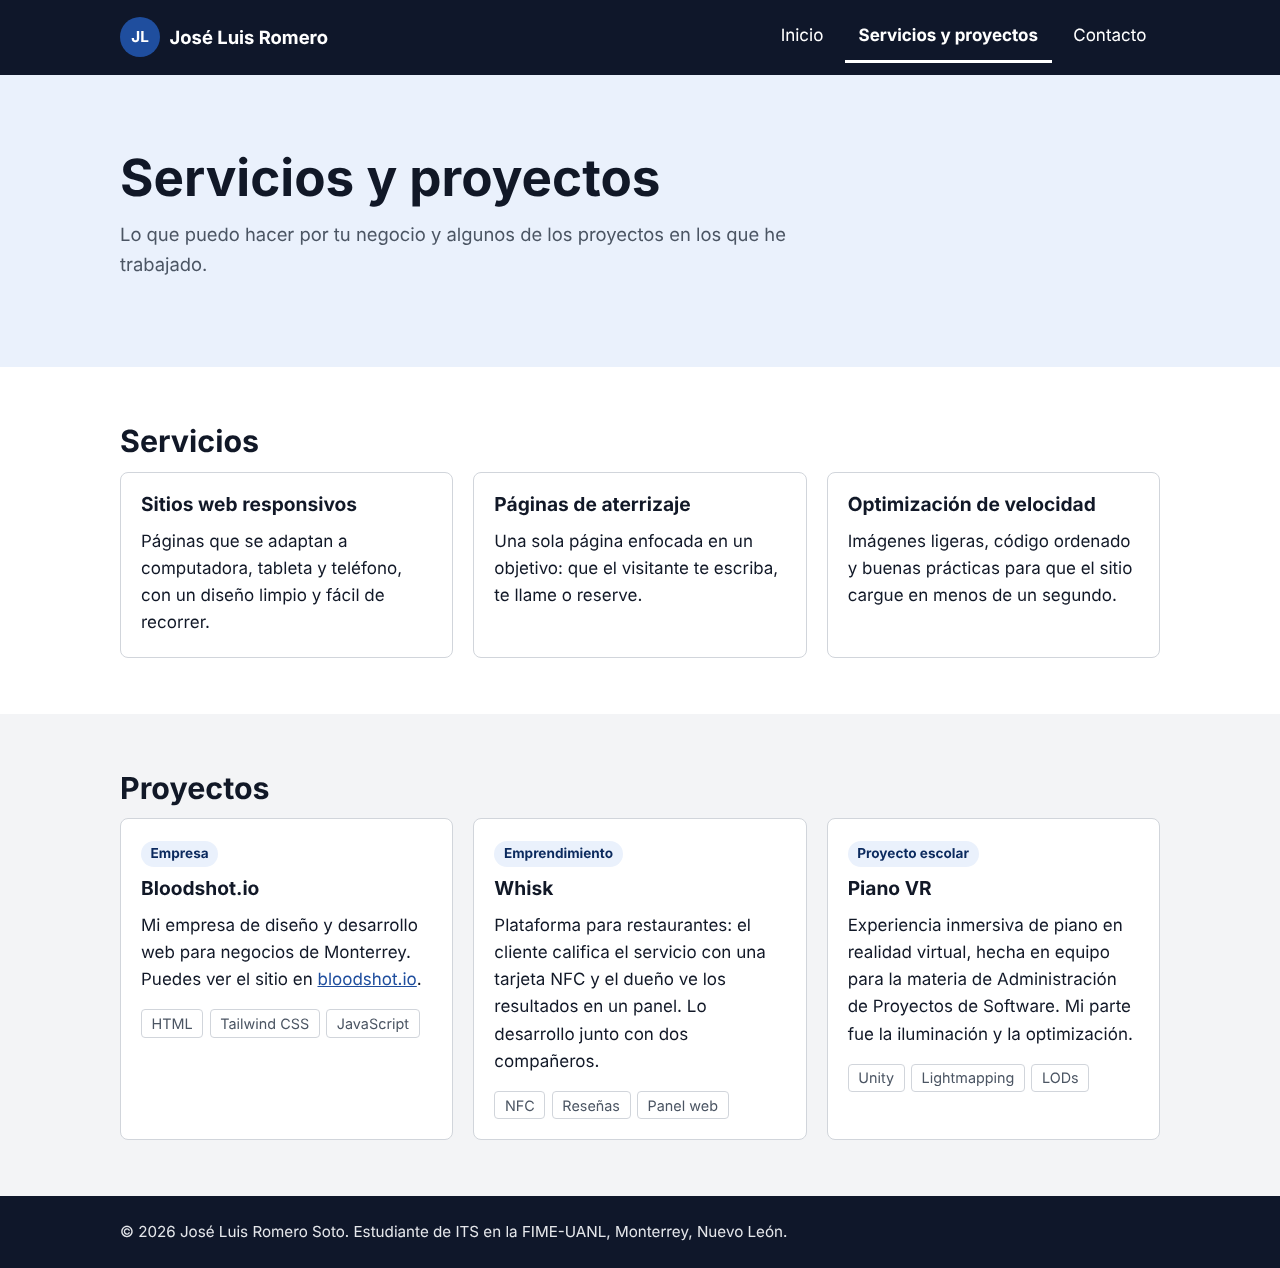 JL José Luis Romero
Inicio Servicios y proyectos Contacto
Servicios y proyectos
Lo que puedo hacer por tu negocio y algunos de los proyectos en los que he
trabajado.
Servicios
Sitios web responsivos
Páginas que se adaptan a
computadora, tableta y teléfono,
con un diseño limpio y fácil de
recorrer.
Páginas de aterrizaje
Una sola página enfocada en un
objetivo: que el visitante te escriba,
te llame o reserve.
Optimización de velocidad
Imágenes ligeras, código ordenado
y buenas prácticas para que el sitio
cargue en menos de un segundo.
Proyectos
Empresa
Bloodshot.io
Mi empresa de diseño y desarrollo
web para negocios de Monterrey.
Puedes ver el sitio en bloodshot.io.
HTML Tailwind CSS JavaScript
Emprendimiento
Whisk
Plataforma para restaurantes: el
cliente califica el servicio con una
tarjeta NFC y el dueño ve los
resultados en un panel. Lo
desarrollo junto con dos
compañeros.
NFC Reseñas Panel web
Proyecto escolar
Piano VR
Experiencia inmersiva de piano en
realidad virtual, hecha en equipo
para la materia de Administración
de Proyectos de Software. Mi parte
fue la iluminación y la optimización.
Unity Lightmapping LODs
© 2026 José Luis Romero Soto. Estudiante de ITS en la FIME-UANL, Monterrey, Nuevo León.